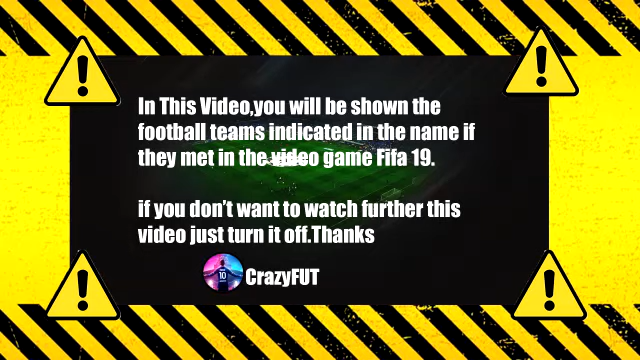 In This Video,you will be shown the
football teams indicated in the name if
they met in the video game Fifa 19.
if you don't want to watch further this
video just turn it off.Thanks
10
CrazyFUT